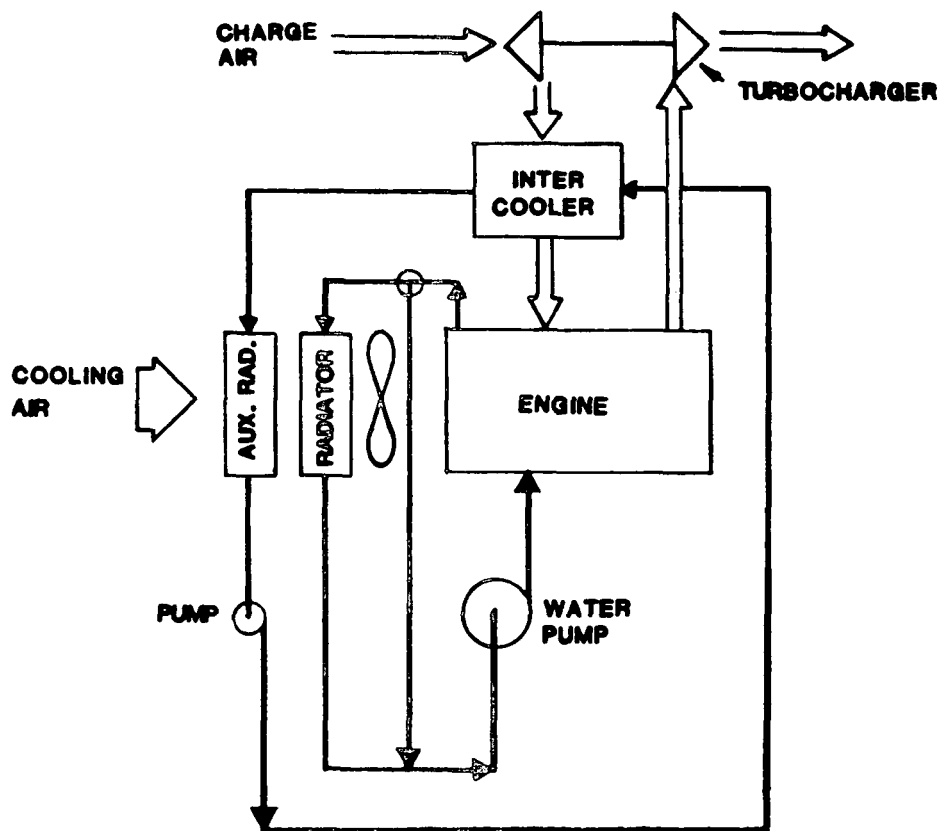 CHARGE
AIR
TURBOCHARGER
INTER
COOLER
COOLING
AIR
AUX. RAD.
RADIATOR
ENGINE
PUMP
WATER
PUMP